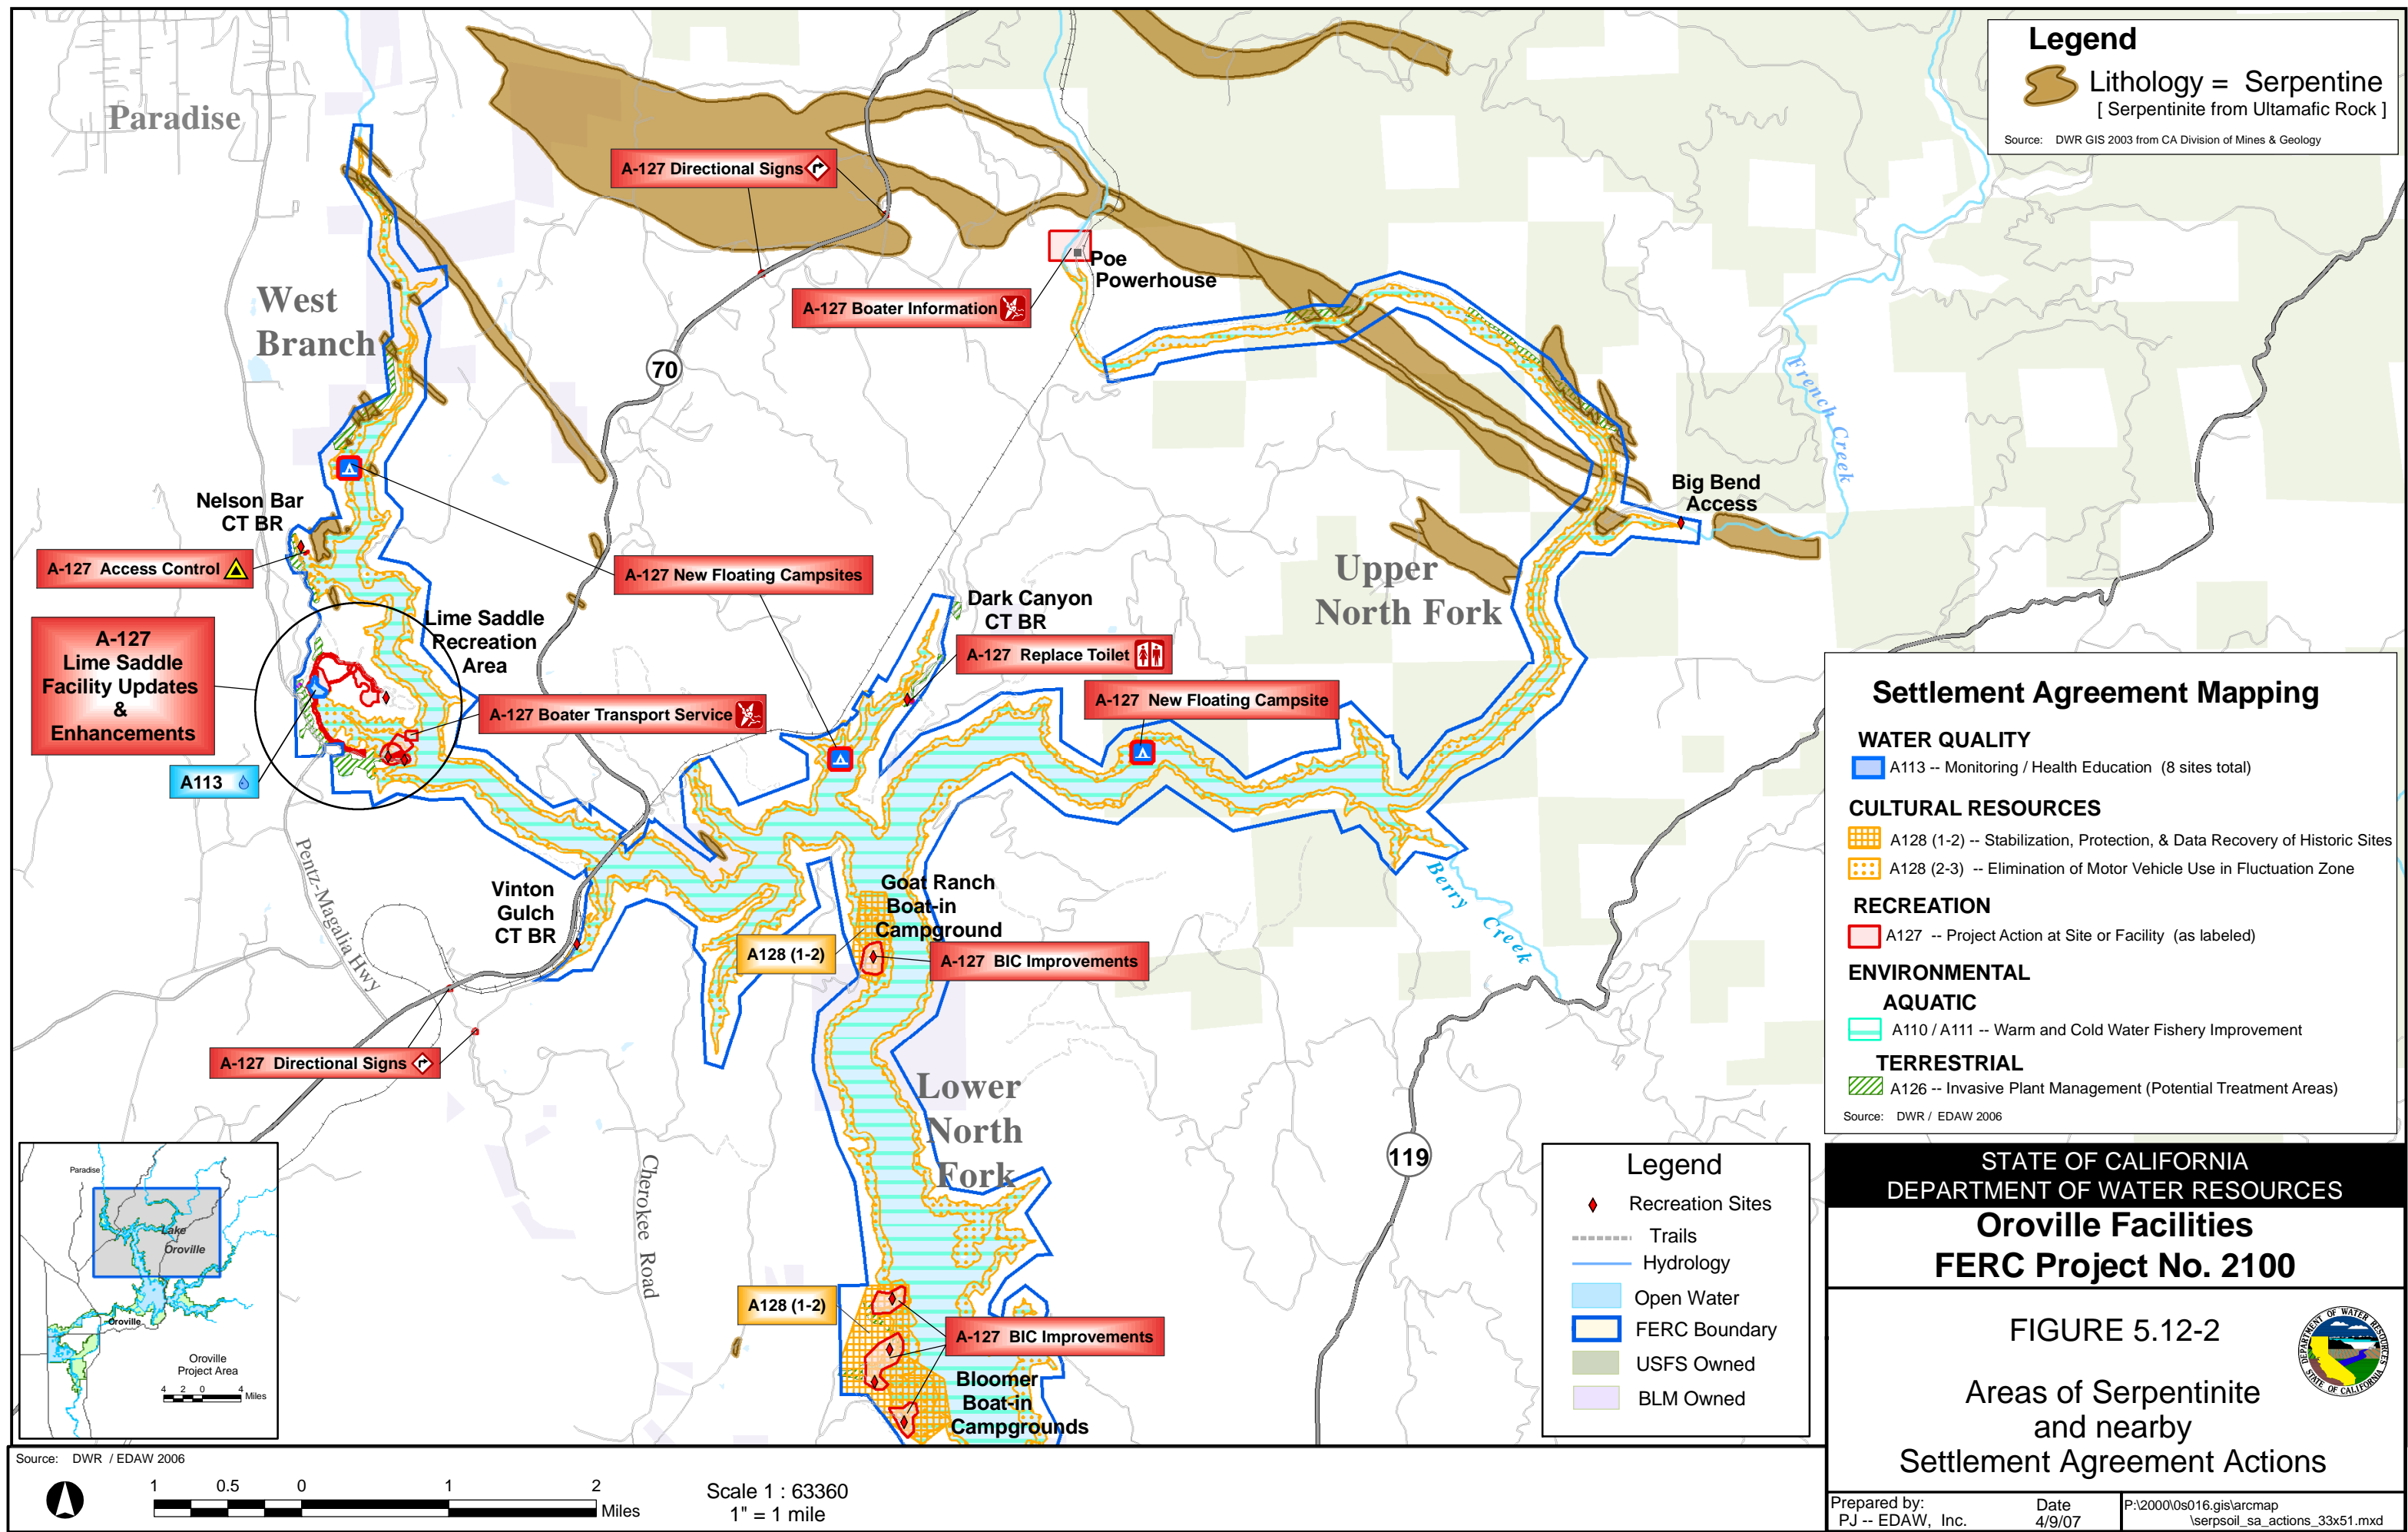 Legend
Lithology = Serpentine
[ Serpentinite from Ultamafic Rock ]
Source: DWR GIS 2003 from CA Division of Mines & Geology
Paradise
A-127 Directional Signs
Poe
Powerhouse
West
Branch
A-127 Boater Information
70
French Creek
Nelson Bar
CT BR
Big Bend
Access
A-127 Access Control
A-127 New Floating Campsites
Upper
North Fork
Dark Canyon
CT BR
Lime Saddle
Recreation
Area
A-127
Lime Saddle
Facility Updates
&
Enhancements
A-127 Replace Toilet
A-127 Boater Transport Service
A-127 New Floating Campsite
A113
Pentz-Magalia Hwy
Vinton
Gulch
CT BR
Goat Ranch
Boat-in
Campground
A128 (1-2)
A-127 BIC Improvements
Berry Creek
A-127 Directional Signs
Lower
North
Fork
Cherokee Road
119
A128 (1-2)
A-127 BIC Improvements
Bloomer
Boat-in
Campgrounds
Settlement Agreement Mapping
WATER QUALITY
A113 -- Monitoring / Health Education (8 sites total)
CULTURAL RESOURCES
A128 (1-2) -- Stabilization, Protection, & Data Recovery of Historic Sites
A128 (2-3) -- Elimination of Motor Vehicle Use in Fluctuation Zone
RECREATION
A127 -- Project Action at Site or Facility (as labeled)
ENVIRONMENTAL
AQUATIC
A110 / A111 -- Warm and Cold Water Fishery Improvement
TERRESTRIAL
A126 -- Invasive Plant Management (Potential Treatment Areas)
Source: DWR / EDAW 2006
Legend
Recreation Sites
Trails
Hydrology
Open Water
FERC Boundary
USFS Owned
BLM Owned
STATE OF CALIFORNIA
DEPARTMENT OF WATER RESOURCES
Oroville Facilities
FERC Project No. 2100
FIGURE 5.12-2
Areas of Serpentinite
and nearby
Settlement Agreement Actions
DEPARTMENT OF WATER RESOURCES
STATE OF CALIFORNIA
Prepared by:
PJ -- EDAW, Inc.
Date
4/9/07
P:\2000\0s016.gis\arcmap
\serpsoil_sa_actions_33x51.mxd
Paradise
Lake
Oroville
Oroville
Oroville
Project Area
4 2 0 4 Miles
Source: DWR / EDAW 2006
1 0.5 0 1 2
Miles
Scale 1 : 63360
1" = 1 mile